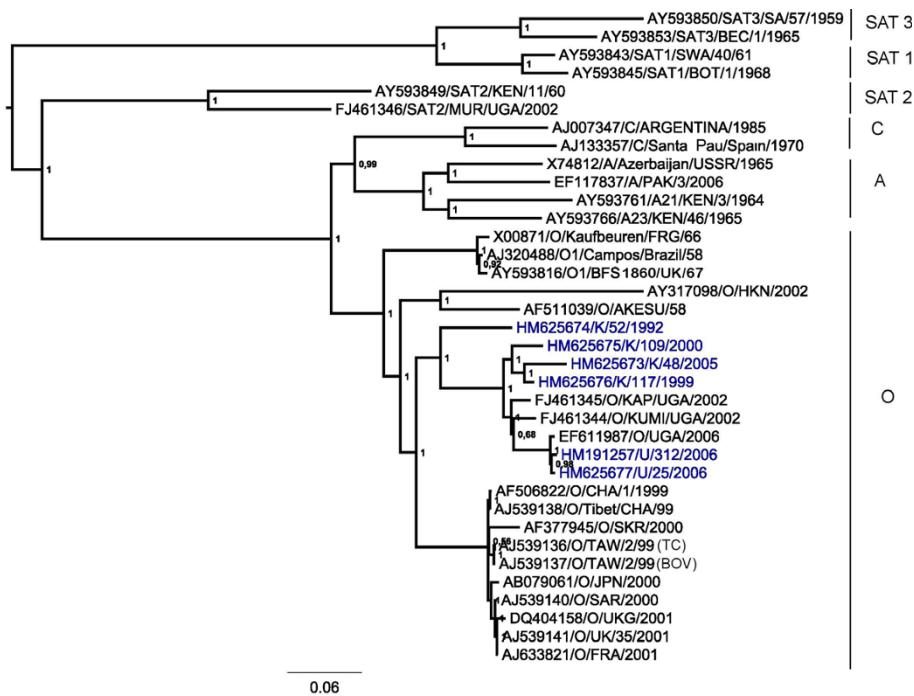 AY593850/SAT3/SA/57/1959
SAT 3
1
AY593853/SAT3/BEC/1/1965
1
AY593843/SAT1/SWA/40/61
SAT 1
1
AY593845/SAT1/BOT/1/1968
AY593849/SAT2/KEN/11/60
SAT 2
1
FJ461346/SAT2/MUR/UGA/2002
AJ007347/C/ARGENTINA/1985
C
1
AJ133357/C/Santa Pau/Spain/1970
0,99
X74812/A/Azerbaijan/USSR/1965
1
1
EF117837/A/PAK/3/2006
A
1
AY593761/A21/KEN/3/1964
1
AY593766/A23/KEN/46/1965
1
X00871/O/Kaufbeuren/FRG/66
1
1
AJ320488/O1/Campos/Brazil/58
0,92
AY593816/O1/BFS1860/UK/67
AY317098/O/HKN/2002
1
AF511039/O/AKESU/58
HM625674/K/52/1992
HM625675/K/109/2000
1
1
HM625673/K/48/2005
1
1
HM625676/K/117/1999
1
1
FJ461345/O/KAP/UGA/2002
O
FJ461344/O/KUMI/UGA/2002
0,68
EF611987/O/UGA/2006
1
HM191257/U/312/2006
0,98
HM625677/U/25/2006
AF506822/O/CHA/1/1999
1
AJ539138/O/Tibet/CHA/99
AF377945/O/SKR/2000
1
AJ539136/O/TAW/2/99 (TC)
1
AJ539137/O/TAW/2/99 (BOV)
AB079061/O/JPN/2000
AJ539140/O/SAR/2000
DQ404158/O/UKG/2001
AJ539141/O/UK/35/2001
AJ633821/O/FRA/2001
0.06